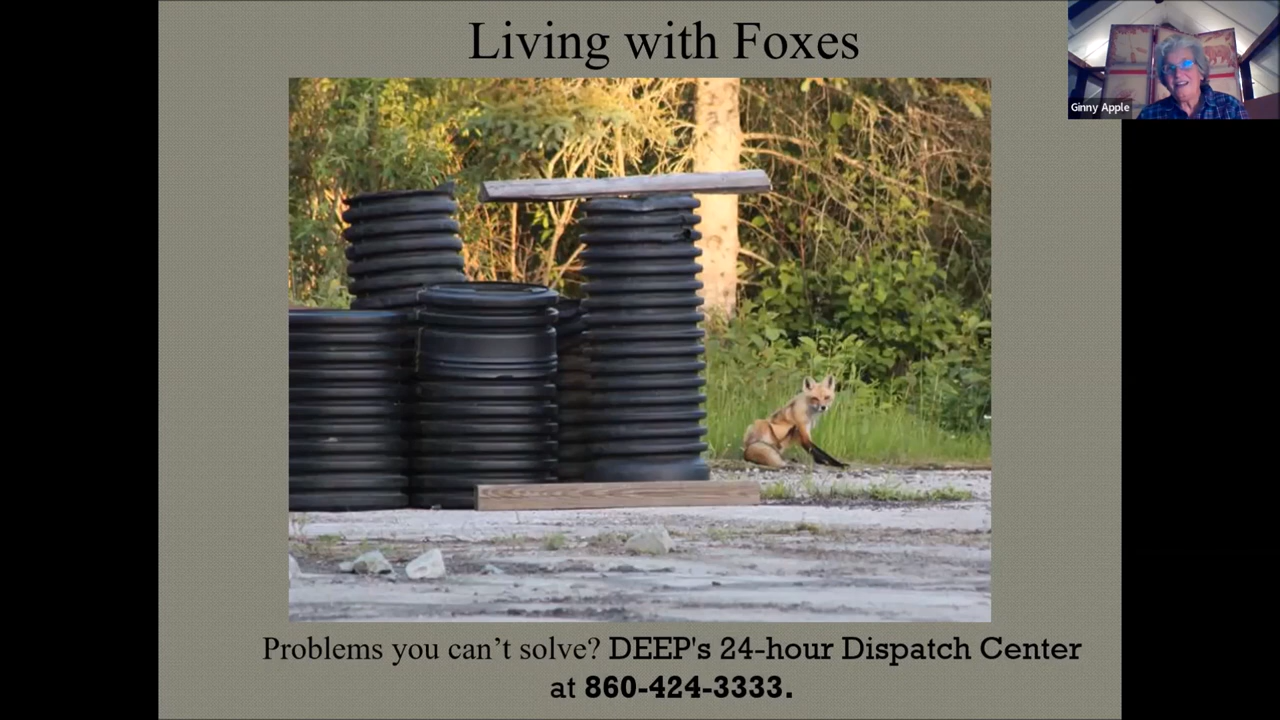 Living with Foxes
Ginny Apple
Problems you can’t solve? DEEP's 24-hour Dispatch Center
at 860-424-3333.